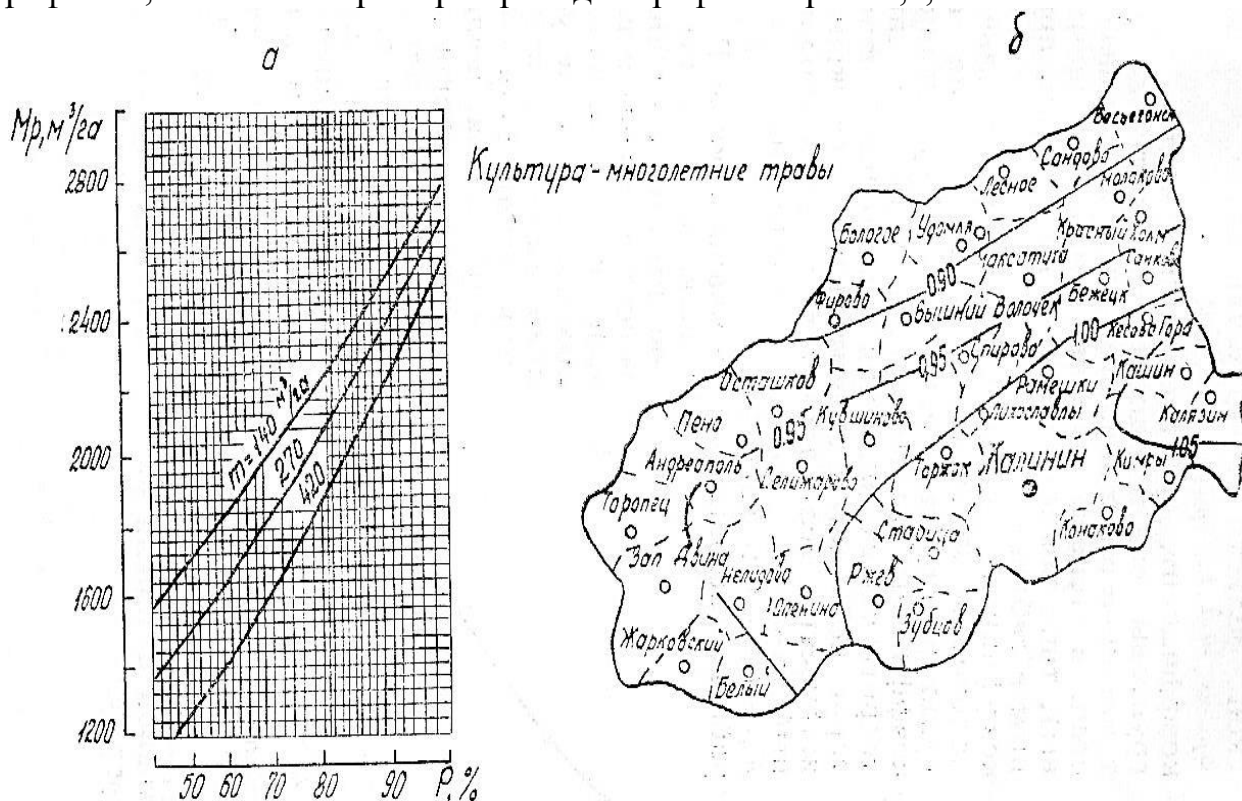 а
б
Мр, м³/га
2800
2400
2000
1600
1200
m=140 м³/га
270
420
50 60 70 80 90 Р, %
Культура - многолетние травы
Весьегонск
Сандово
Лесное
Молаково
Удомля
Бологое
Красный Холм
Максатиха
Сонково
Фирово
0,90
Бежецк
Вышний Волочек
1,00
Кесова Гора
Спирово
0,95
Осташков
Рамешки
Кашин
Кувшиново
Лихославль
Калязин
Пено
0,95
1,05
Андреаполь
Селижарово
Торжок
Калинин
Кимры
Торопец
Старица
Конаково
Зап Двина
Нелидово
Ржев
Оленино
Зубцов
Жарковский
Белый